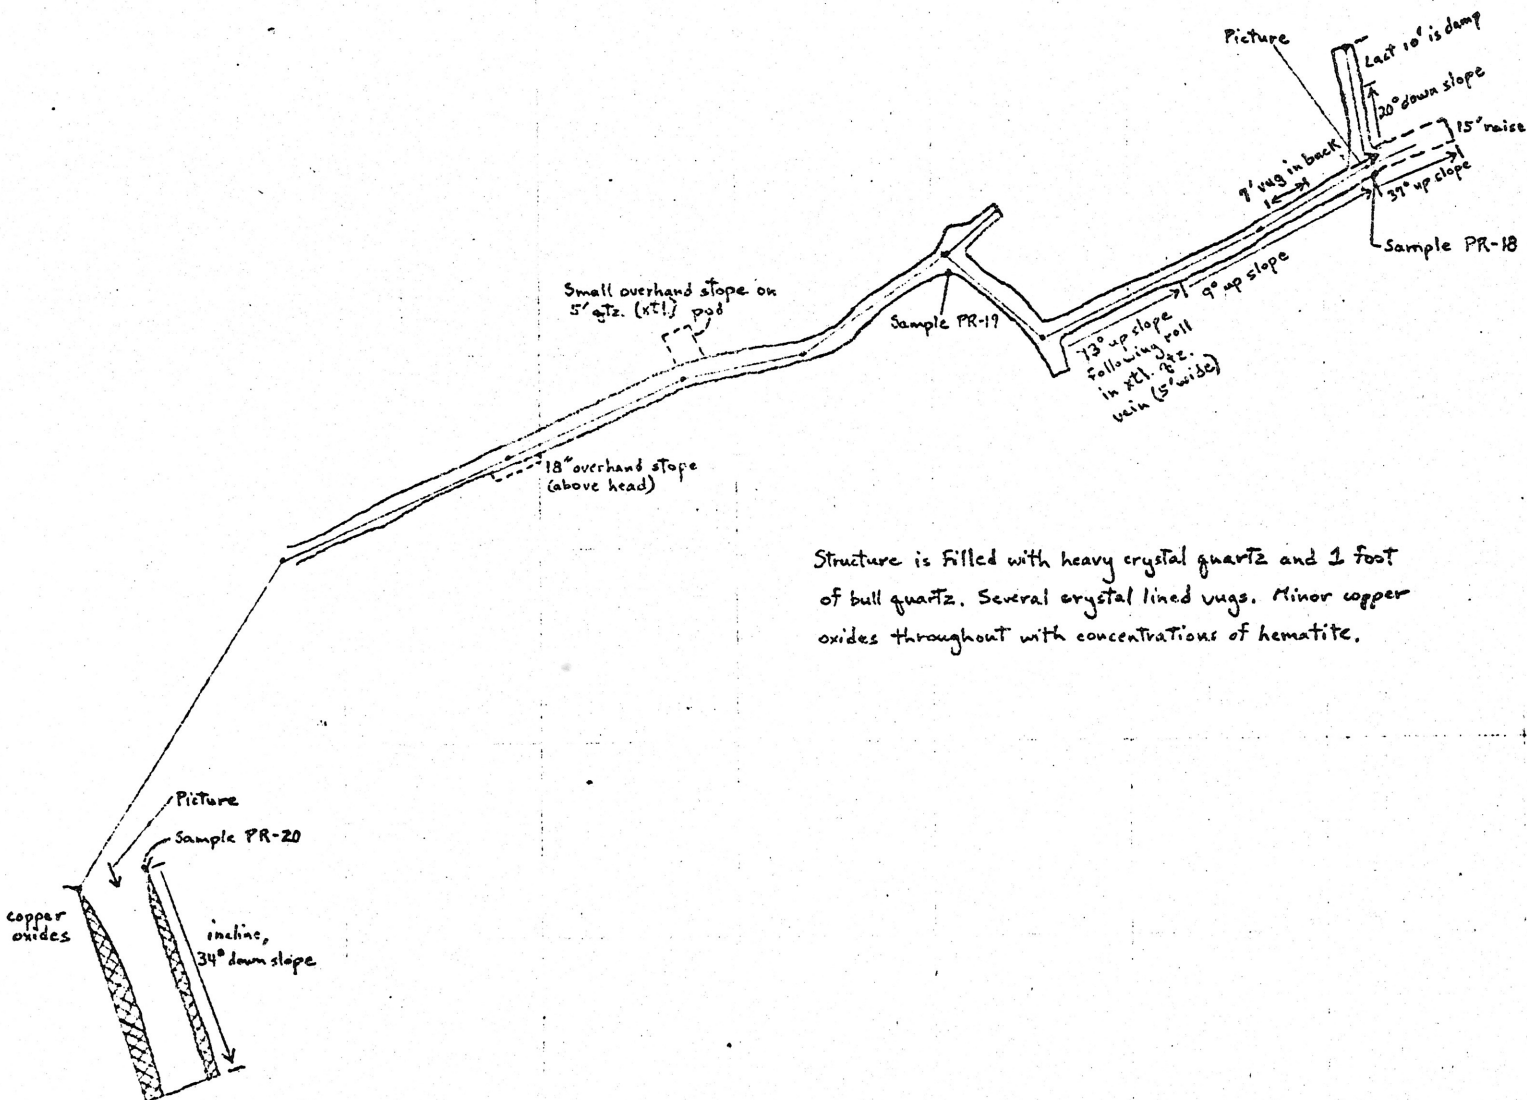 Picture
Last 10' is damp
20° down slope
15' raise
9' vug in back
37° up slope
Sample PR-18
9° up slope
Small overhand stope on
5' qtz. (xtl.) pod
Sample PR-19
73° up slope
following roll
in xtl. qtz.
vein (5' wide)
18" overhand stope
(above head)
Structure is filled with heavy crystal quartz and 1 foot
of bull quartz. Several crystal lined vugs. Minor copper
oxides throughout with concentrations of hematite.
Picture
Sample PR-20
copper
oxides
incline,
34° down slope